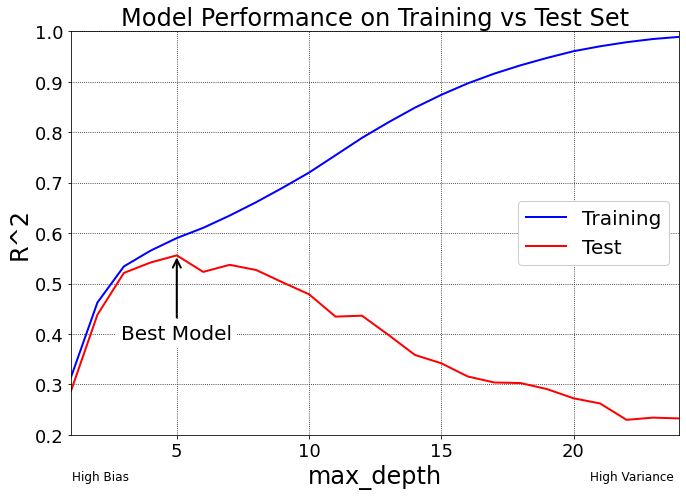 Model Performance on Training vs Test Set
1.0
0.9
0.8
0.7
0.6
0.5
0.4
0.3
0.2
R^2
Training
Test
Best Model
5
10
15
20
max_depth
High Bias
High Variance